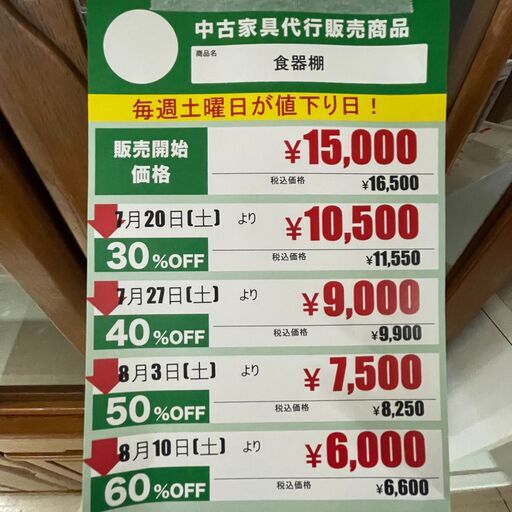 中古家具代行販売商品
商品名
食器棚
毎週土曜日が値下り日！
販売開始
価格
¥15,000
税込価格 ¥16,500
7月20日(土) より
30%OFF
¥10,500
税込価格 ¥11,550
7月27日(土) より
40%OFF
¥9,000
税込価格 ¥9,900
8月3日(土) より
50%OFF
¥7,500
税込価格 ¥8,250
8月10日(土) より
60%OFF
¥6,000
税込価格 ¥6,600